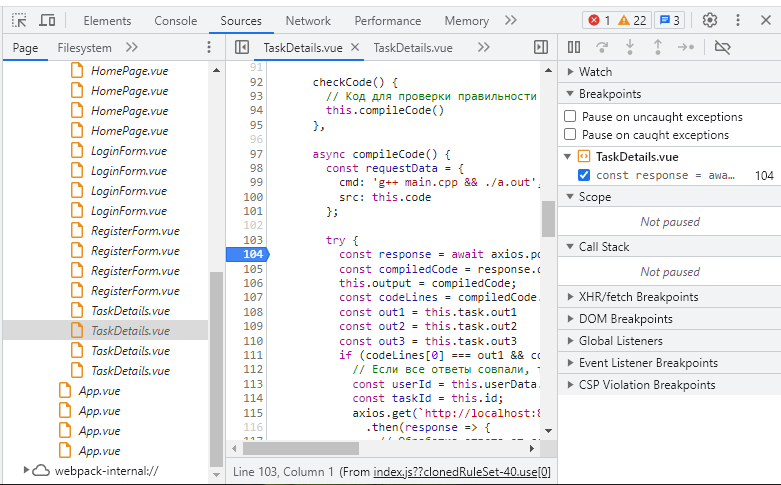 Elements Console Sources Network Performance Memory 1 22 3
Page Filesystem
HomePage.vue
HomePage.vue
HomePage.vue
HomePage.vue
LoginForm.vue
LoginForm.vue
LoginForm.vue
LoginForm.vue
RegisterForm.vue
RegisterForm.vue
RegisterForm.vue
RegisterForm.vue
TaskDetails.vue
TaskDetails.vue
TaskDetails.vue
TaskDetails.vue
App.vue
App.vue
App.vue
App.vue
webpack-internal://
TaskDetails.vue TaskDetails.vue
91
92 checkCode() {
93 // Код для проверки правильности
94 this.compileCode()
95 },
96
97 async compileCode() {
98 const requestData = {
99 cmd: 'g++ main.cpp && ./a.out',
100 src: this.code
101 };
102
103 try {
104 const response = await axios.po
105 const compiledCode = response.d
106 this.output = compiledCode;
107 const codeLines = compiledCode.
108 const out1 = this.task.out1
109 const out2 = this.task.out2
110 const out3 = this.task.out3
111 if (codeLines[0] === out1 && co
112 // Если все ответы совпали, т
113 const userId = this.userData.
114 const taskId = this.id;
115 axios.get(`http://localhost:8
116 .then(response => {
117
Line 103, Column 1 (From index.js??clonedRuleSet-40.use[0]
Watch
Breakpoints
Pause on uncaught exceptions
Pause on caught exceptions
TaskDetails.vue
const response = awa… 104
Scope
Not paused
Call Stack
Not paused
XHR/fetch Breakpoints
DOM Breakpoints
Global Listeners
Event Listener Breakpoints
CSP Violation Breakpoints